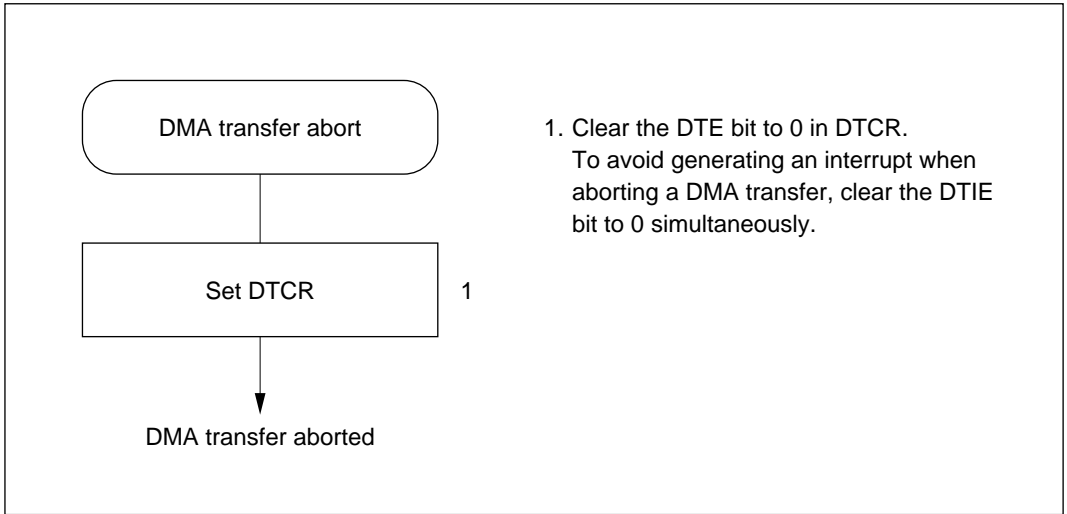 DMA transfer abort
Set DTCR
1
DMA transfer aborted
1. Clear the DTE bit to 0 in DTCR.
To avoid generating an interrupt when
aborting a DMA transfer, clear the DTIE
bit to 0 simultaneously.